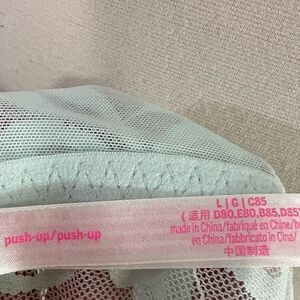 push-up/push-up
L | G | C85
( 适用 D80,E80,B85,D85)
made in China/fabriqué en Chine/
en China/fabbricato in Cina/
中国制造